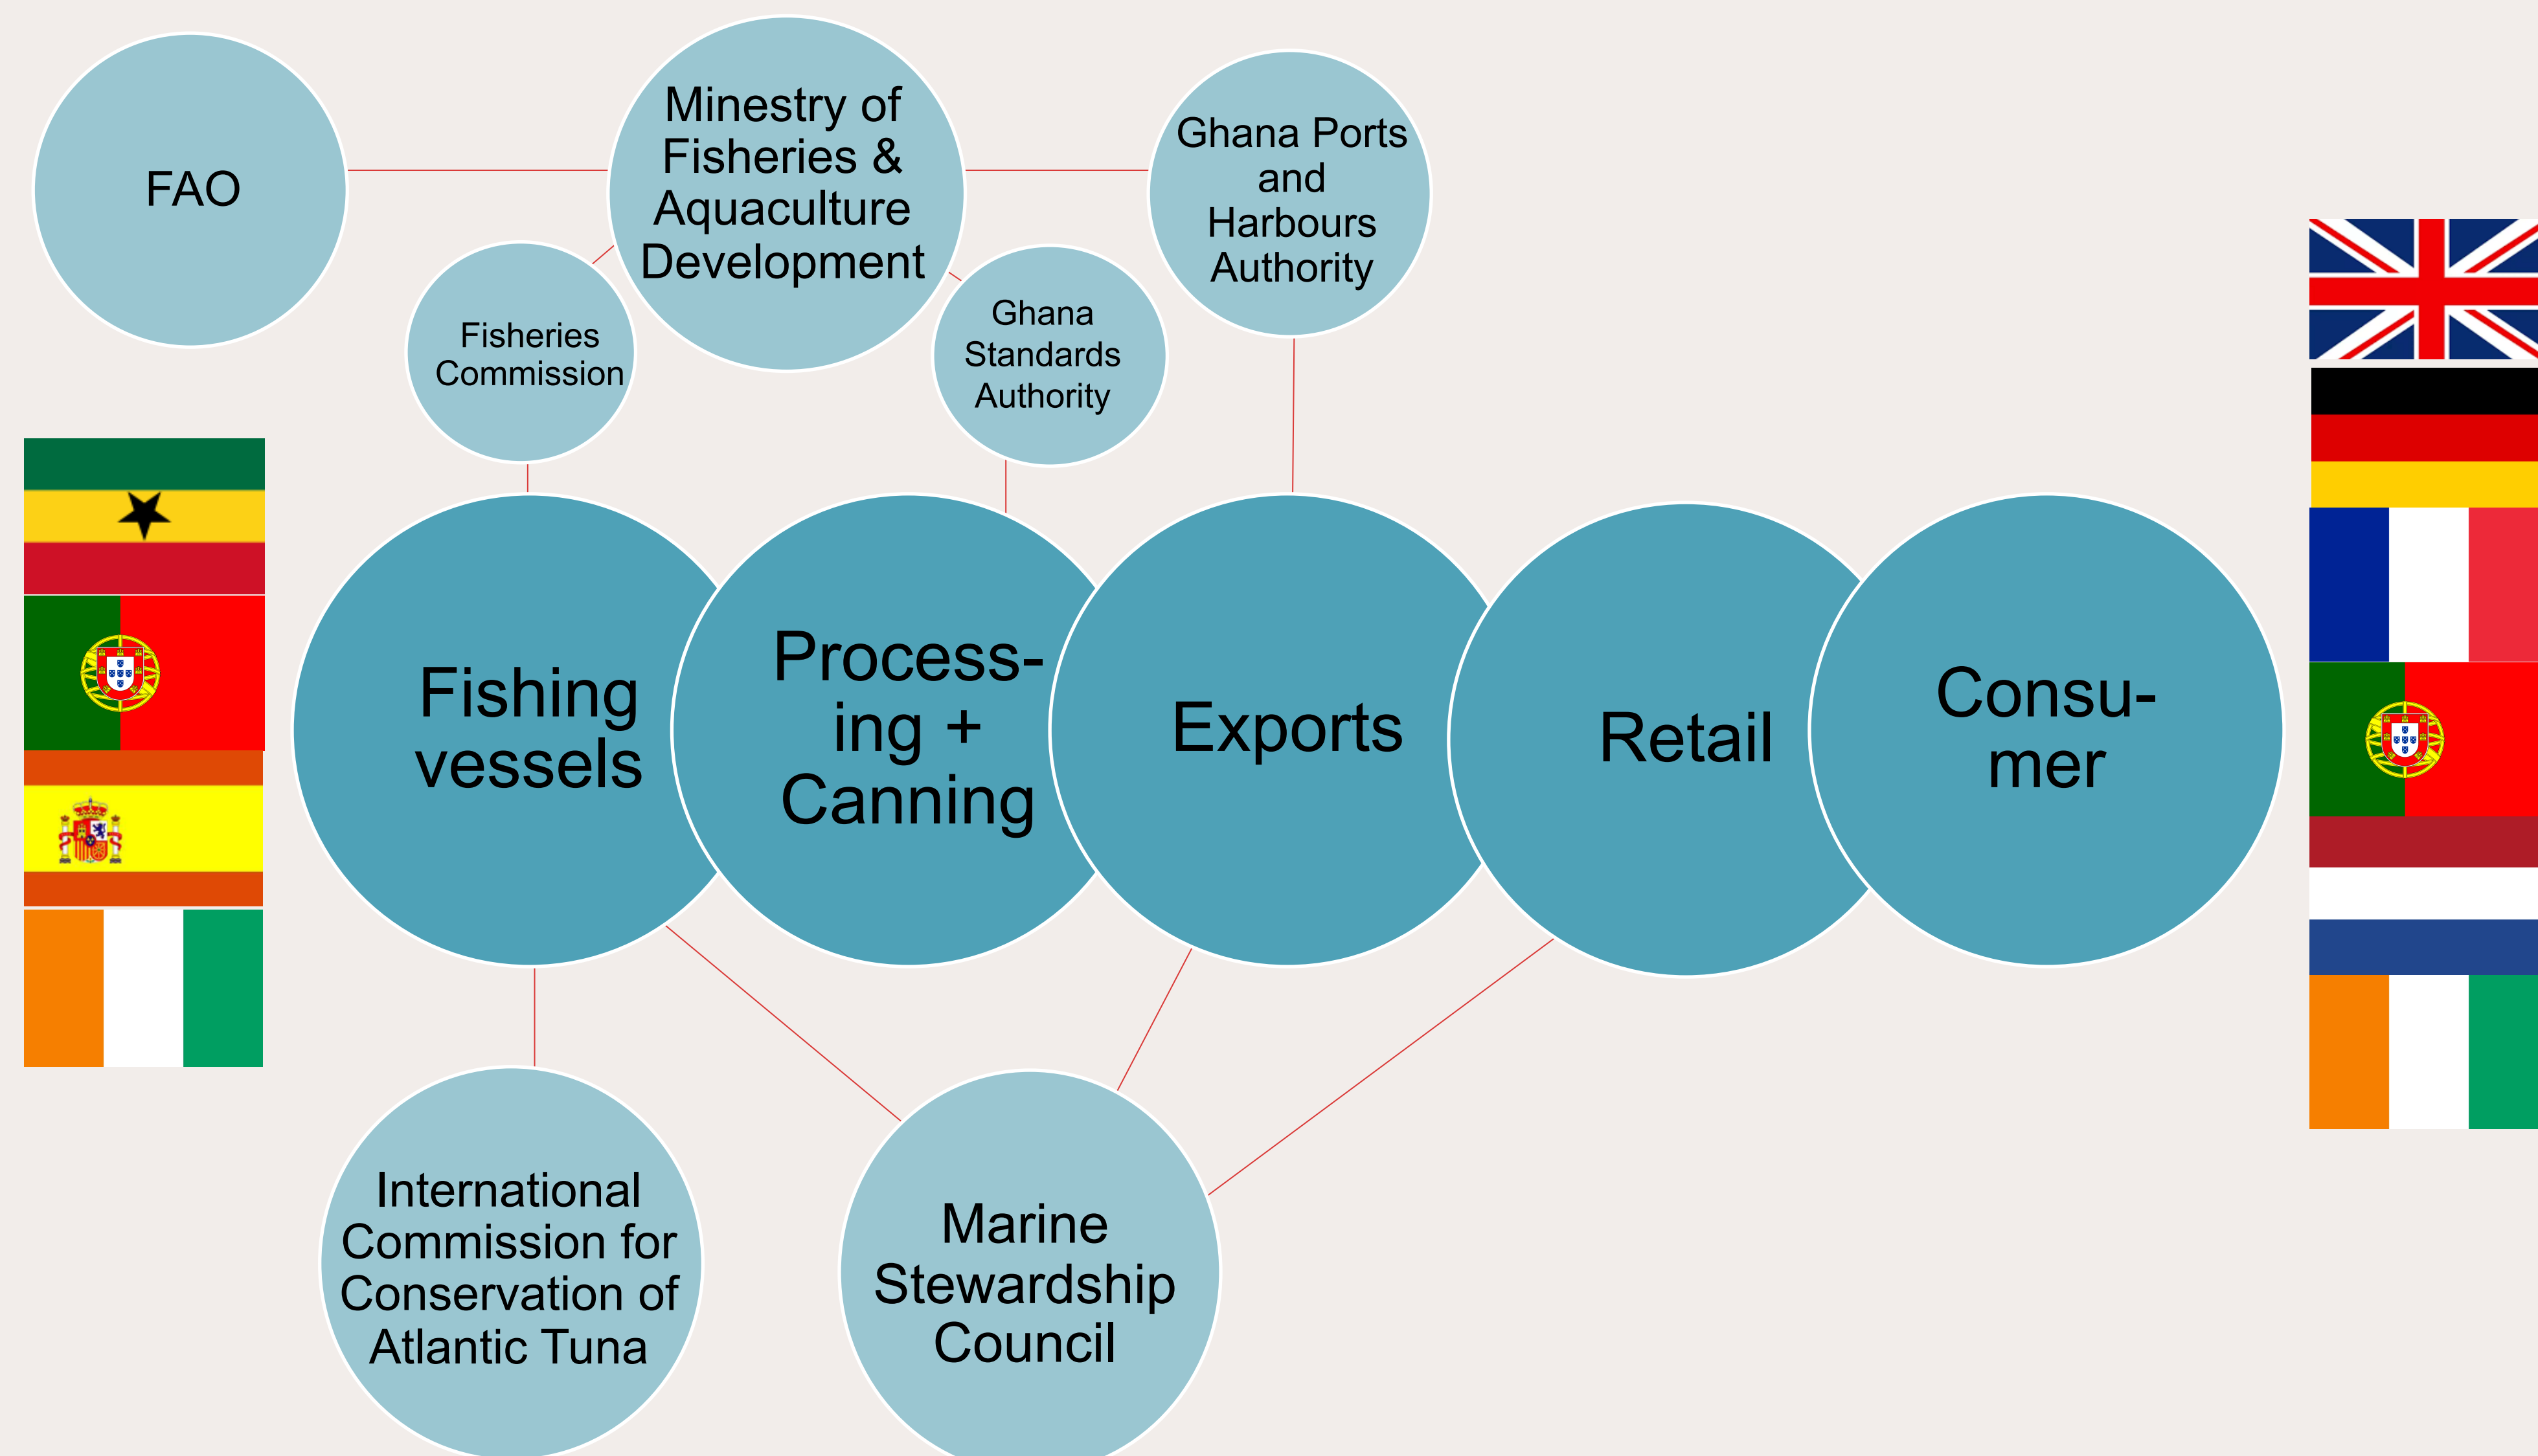 FAO
Minestry of
Fisheries &
Aquaculture
Development
Ghana Ports
and
Harbours
Authority
Fisheries
Commission
Ghana
Standards
Authority
Fishing
vessels
Process-
ing +
Canning
Exports
Retail
Consu-
mer
International
Commission for
Conservation of
Atlantic Tuna
Marine
Stewardship
Council